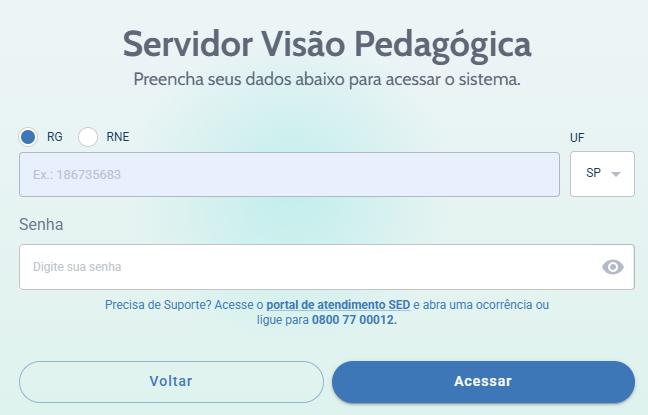 Servidor Visão Pedagógica
Preencha seus dados abaixo para acessar o sistema.
RG RNE UF
Ex.: 186735683 SP
Senha
Digite sua senha
Precisa de Suporte? Acesse o portal de atendimento SED e abra uma ocorrência ou
ligue para 0800 77 00012.
Voltar Acessar